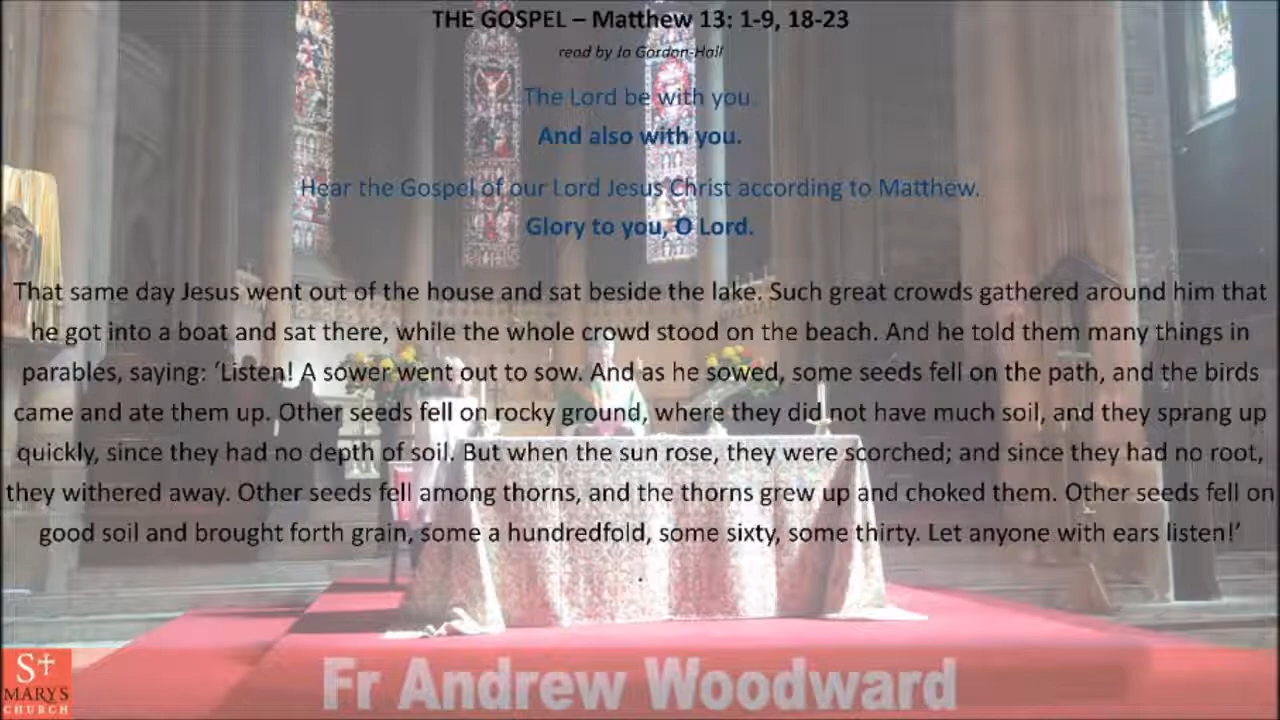 THE GOSPEL – Matthew 13: 1-9, 18-23
read by Jo Gordon-Hall
The Lord be with you.
And also with you.
Hear the Gospel of our Lord Jesus Christ according to Matthew.
Glory to you, O Lord.
That same day Jesus went out of the house and sat beside the lake. Such great crowds gathered around him that
he got into a boat and sat there, while the whole crowd stood on the beach. And he told them many things in
parables, saying: ‘Listen! A sower went out to sow. And as he sowed, some seeds fell on the path, and the birds
came and ate them up. Other seeds fell on rocky ground, where they did not have much soil, and they sprang up
quickly, since they had no depth of soil. But when the sun rose, they were scorched; and since they had no root,
they withered away. Other seeds fell among thorns, and the thorns grew up and choked them. Other seeds fell on
good soil and brought forth grain, some a hundredfold, some sixty, some thirty. Let anyone with ears listen!’
.
Fr Andrew Woodward
St
MARYS
CHURCH